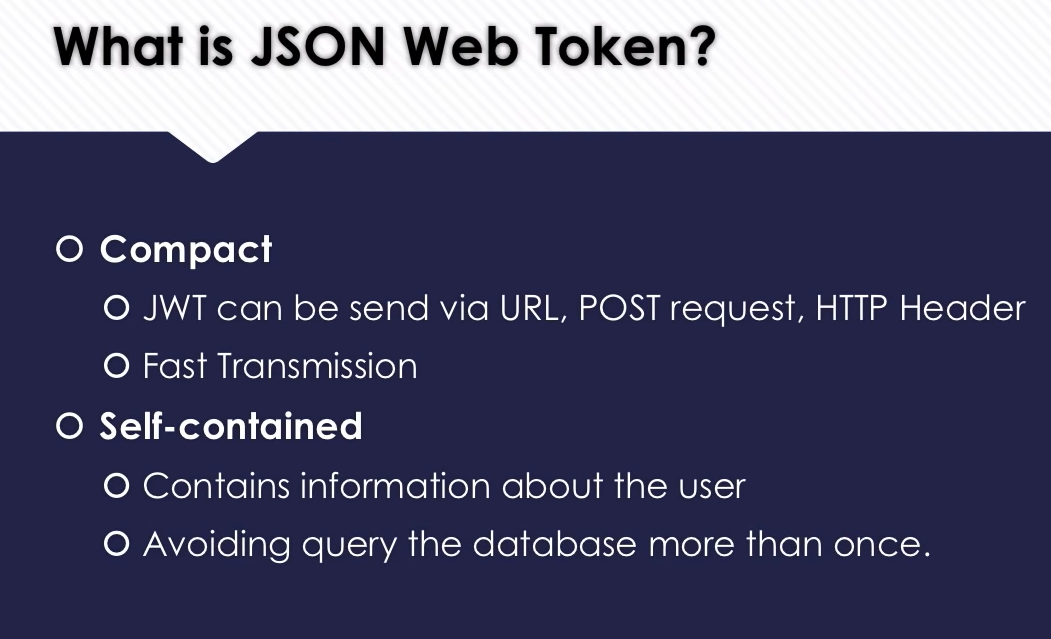 What is JSON Web Token?
Compact
JWT can be send via URL, POST request, HTTP Header
Fast Transmission
Self-contained
Contains information about the user
Avoiding query the database more than once.